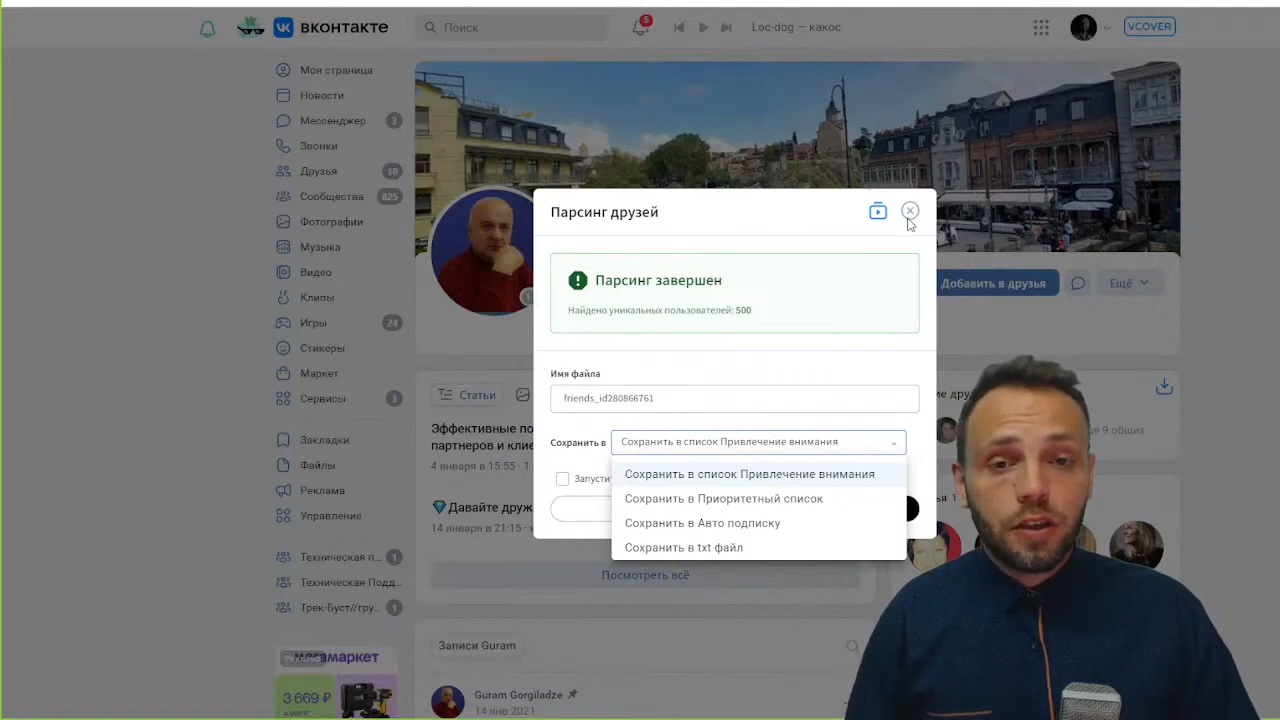 вконтакте
Поиск
5
Loc-dog — какос
VCOVER
Моя страница
Новости
Мессенджер 3
Звонки
Друзья 10
Сообщества 825
Фотографии
Музыка
Видео
Клипы
Игры 24
Стикеры
Маркет
Сервисы 3
Закладки
Файлы
Реклама
Управление
Техническая п... 1
Техническая Подд...
Трек-Буст//гру... 1
мегамаркет
3 669 ₽
Парсинг друзей
Парсинг завершен
Найдено уникальных пользователей: 500
Имя файла
friends_id280866761
Сохранить в
Сохранить в список Привлечение внимания
Сохранить в список Привлечение внимания
Сохранить в Приоритетный список
Сохранить в Авто подписку
Сохранить в txt файл
Запусти
Добавить в друзья
Ещё
Статьи
Эффективные по
партнеров и клие
4 января в 15:55
Давайте друж
14 января в 21:15
Посмотреть всё
ие дру
ще 9 общих
Записи Guram
Guram Gorgiladze
14 янв 2021